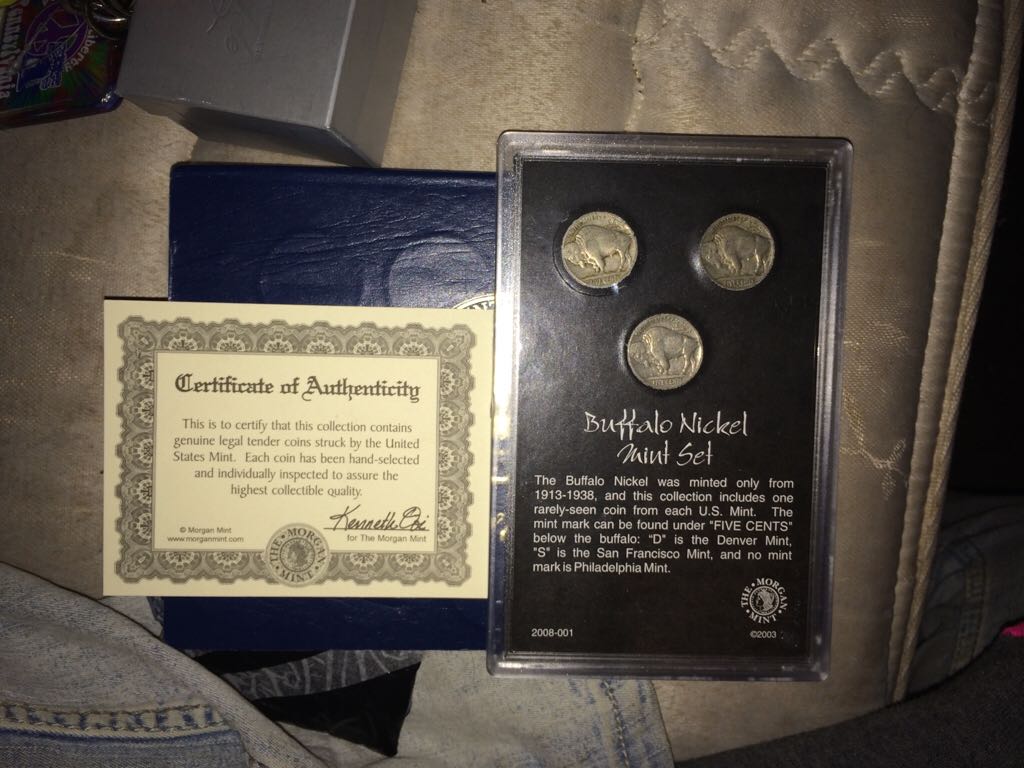 Certificate of Authenticity
This is to certify that this collection contains
genuine legal tender coins struck by the United
States Mint. Each coin has been hand-selected
and individually inspected to assure the
highest collectible quality.
© Morgan Mint
www.morganmint.com
for The Morgan Mint
THE MORGAN MINT
Buffalo Nickel
Mint Set
The Buffalo Nickel was minted only from
1913-1938, and this collection includes one
rarely-seen coin from each U.S. Mint. The
mint mark can be found under "FIVE CENTS"
below the buffalo: "D" is the Denver Mint,
"S" is the San Francisco Mint, and no mint
mark is Philadelphia Mint.
THE MORGAN MINT
2008-001
©2003